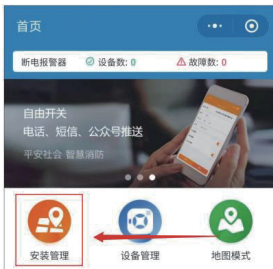 首页
断电报警器 设备数: 0 故障数: 0
自由开关
电话、短信、公众号推送
平安社会 智慧消防
安装管理 设备管理 地图模式